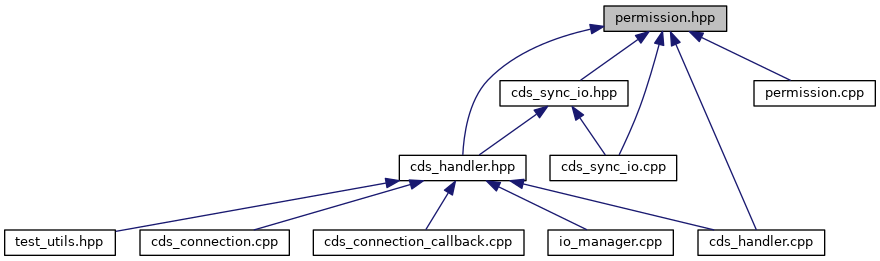 permission.hpp
cds_sync_io.hpp
permission.cpp
cds_handler.hpp
cds_sync_io.cpp
test_utils.hpp
cds_connection.cpp
cds_connection_callback.cpp
io_manager.cpp
cds_handler.cpp